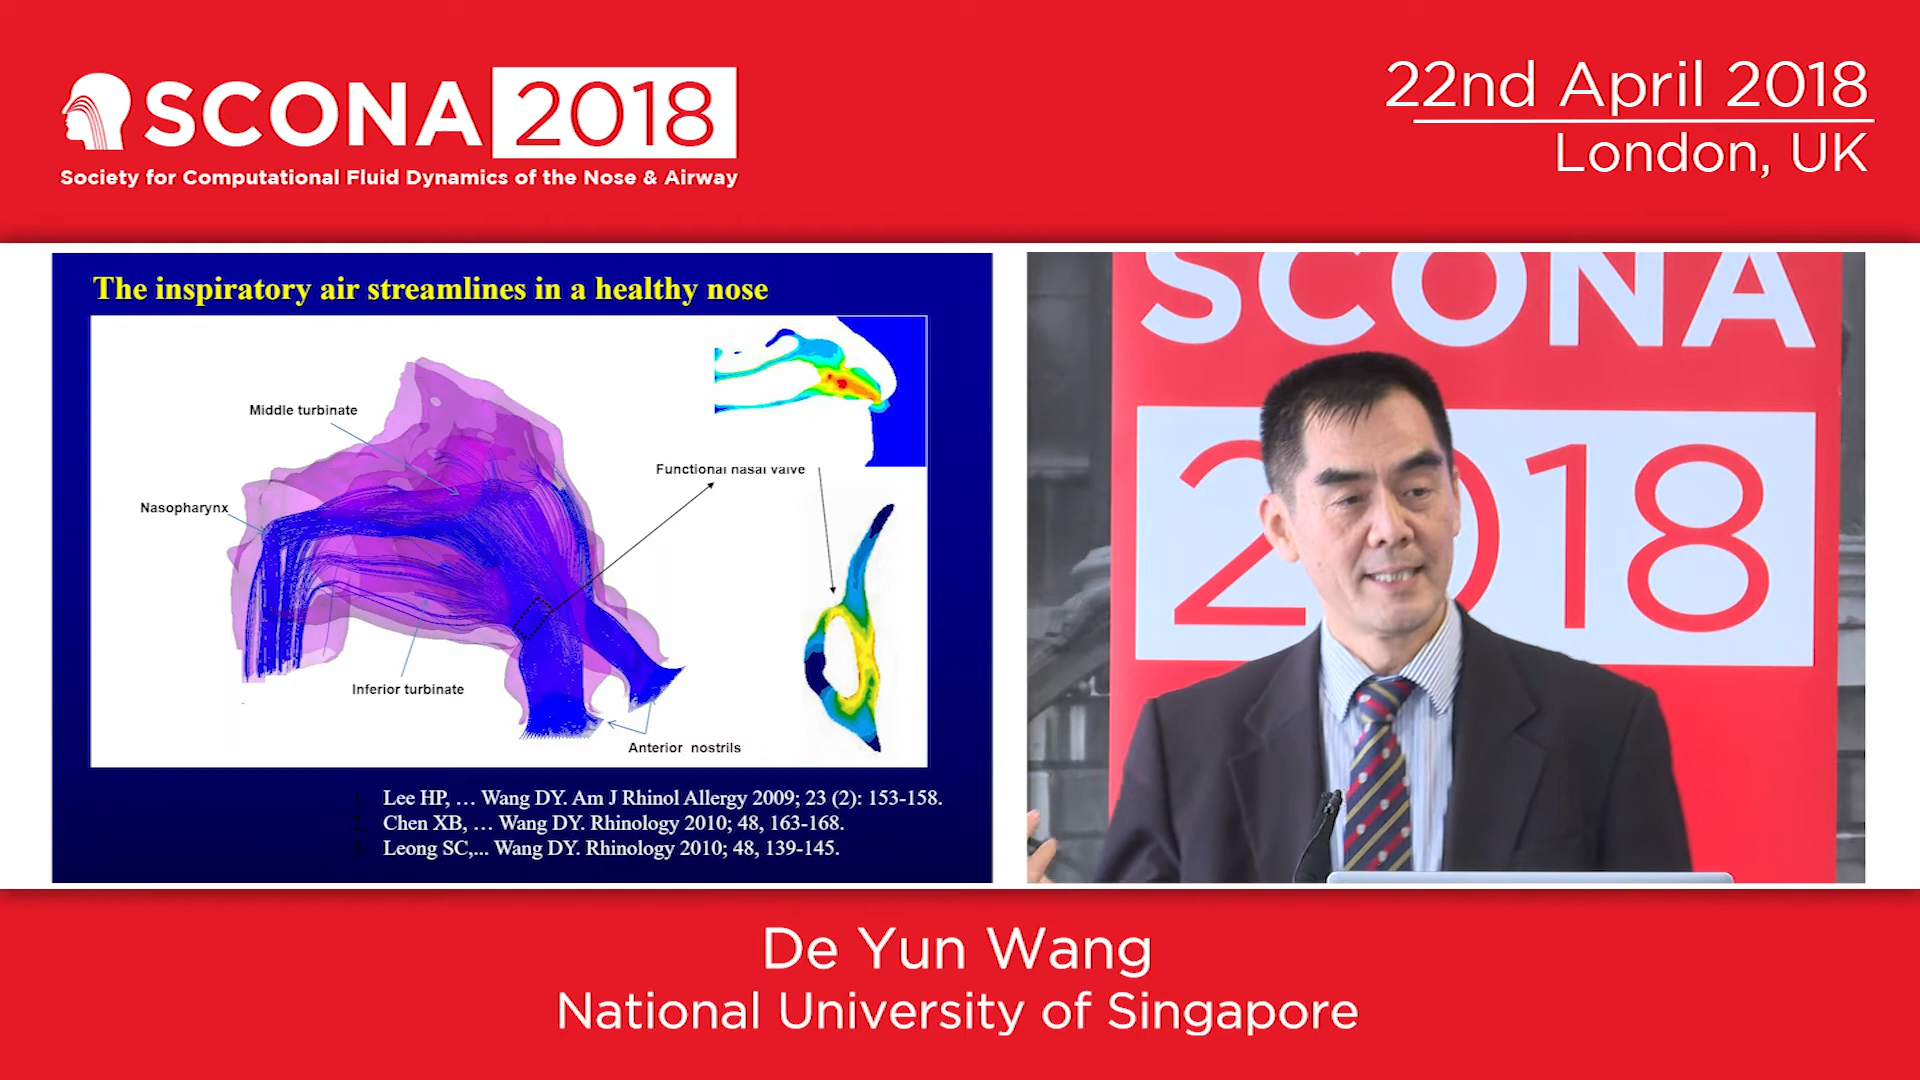 SCONA 2018
Society for Computational Fluid Dynamics of the Nose & Airway
22nd April 2018
London, UK
The inspiratory air streamlines in a healthy nose
Middle turbinate
Functional nasal valve
Nasopharynx
Inferior turbinate
Anterior nostrils
1. Lee HP, … Wang DY. Am J Rhinol Allergy 2009; 23 (2): 153-158.
2. Chen XB, … Wang DY. Rhinology 2010; 48, 163-168.
3. Leong SC,... Wang DY. Rhinology 2010; 48, 139-145.
SCONA
2018
De Yun Wang
National University of Singapore